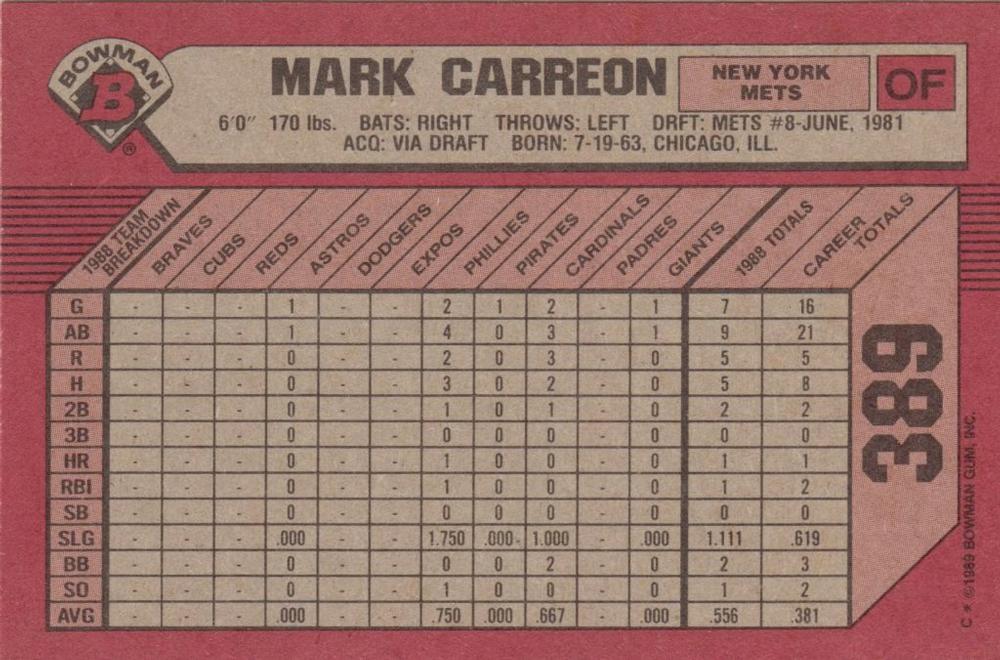 BOWMAN
B
®
MARK CARREON
NEW YORK
METS
OF
6'0" 170 lbs. BATS: RIGHT THROWS: LEFT DRFT: METS #8-JUNE, 1981
ACQ: VIA DRAFT BORN: 7-19-63, CHICAGO, ILL.
1988 TEAM BREAKDOWN BRAVES CUBS REDS ASTROS DODGERS EXPOS PHILLIES PIRATES CARDINALS PADRES GIANTS 1988 TOTALS CAREER TOTALS
G - - - 1 - - 2 1 2 - 1 7 16
AB - - - 1 - - 4 0 3 - 1 9 21
R - - - 0 - - 2 0 3 - 0 5 5
H - - - 0 - - 3 0 2 - 0 5 8
2B - - - 0 - - 1 0 1 - 0 2 2
3B - - - 0 - - 0 0 0 - 0 0 0
HR - - - 0 - - 1 0 0 - 0 1 1
RBI - - - 0 - - 1 0 0 - 0 1 2
SB - - - 0 - - 0 0 0 - 0 0 0
SLG - - - .000 - - 1.750 .000 1.000 - .000 1.111 .619
BB - - - 0 - - 0 0 2 - 0 2 3
SO - - - 0 - - 1 0 0 - 0 1 2
AVG - - - .000 - - .750 .000 .667 - .000 .556 .381
389
C * ©1989 BOWMAN GUM, INC.